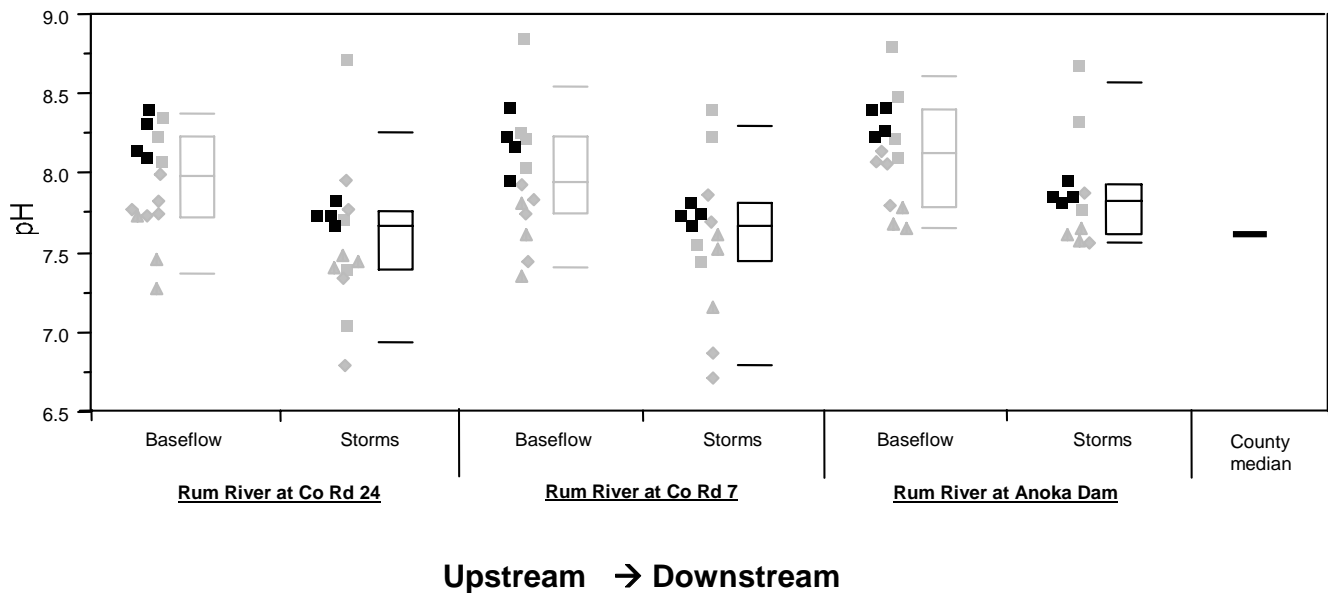 9.0
8.5
8.0
7.5
7.0
6.5
pH
Baseflow Storms Baseflow Storms Baseflow Storms County
median
Rum River at Co Rd 24 Rum River at Co Rd 7 Rum River at Anoka Dam
Upstream → Downstream